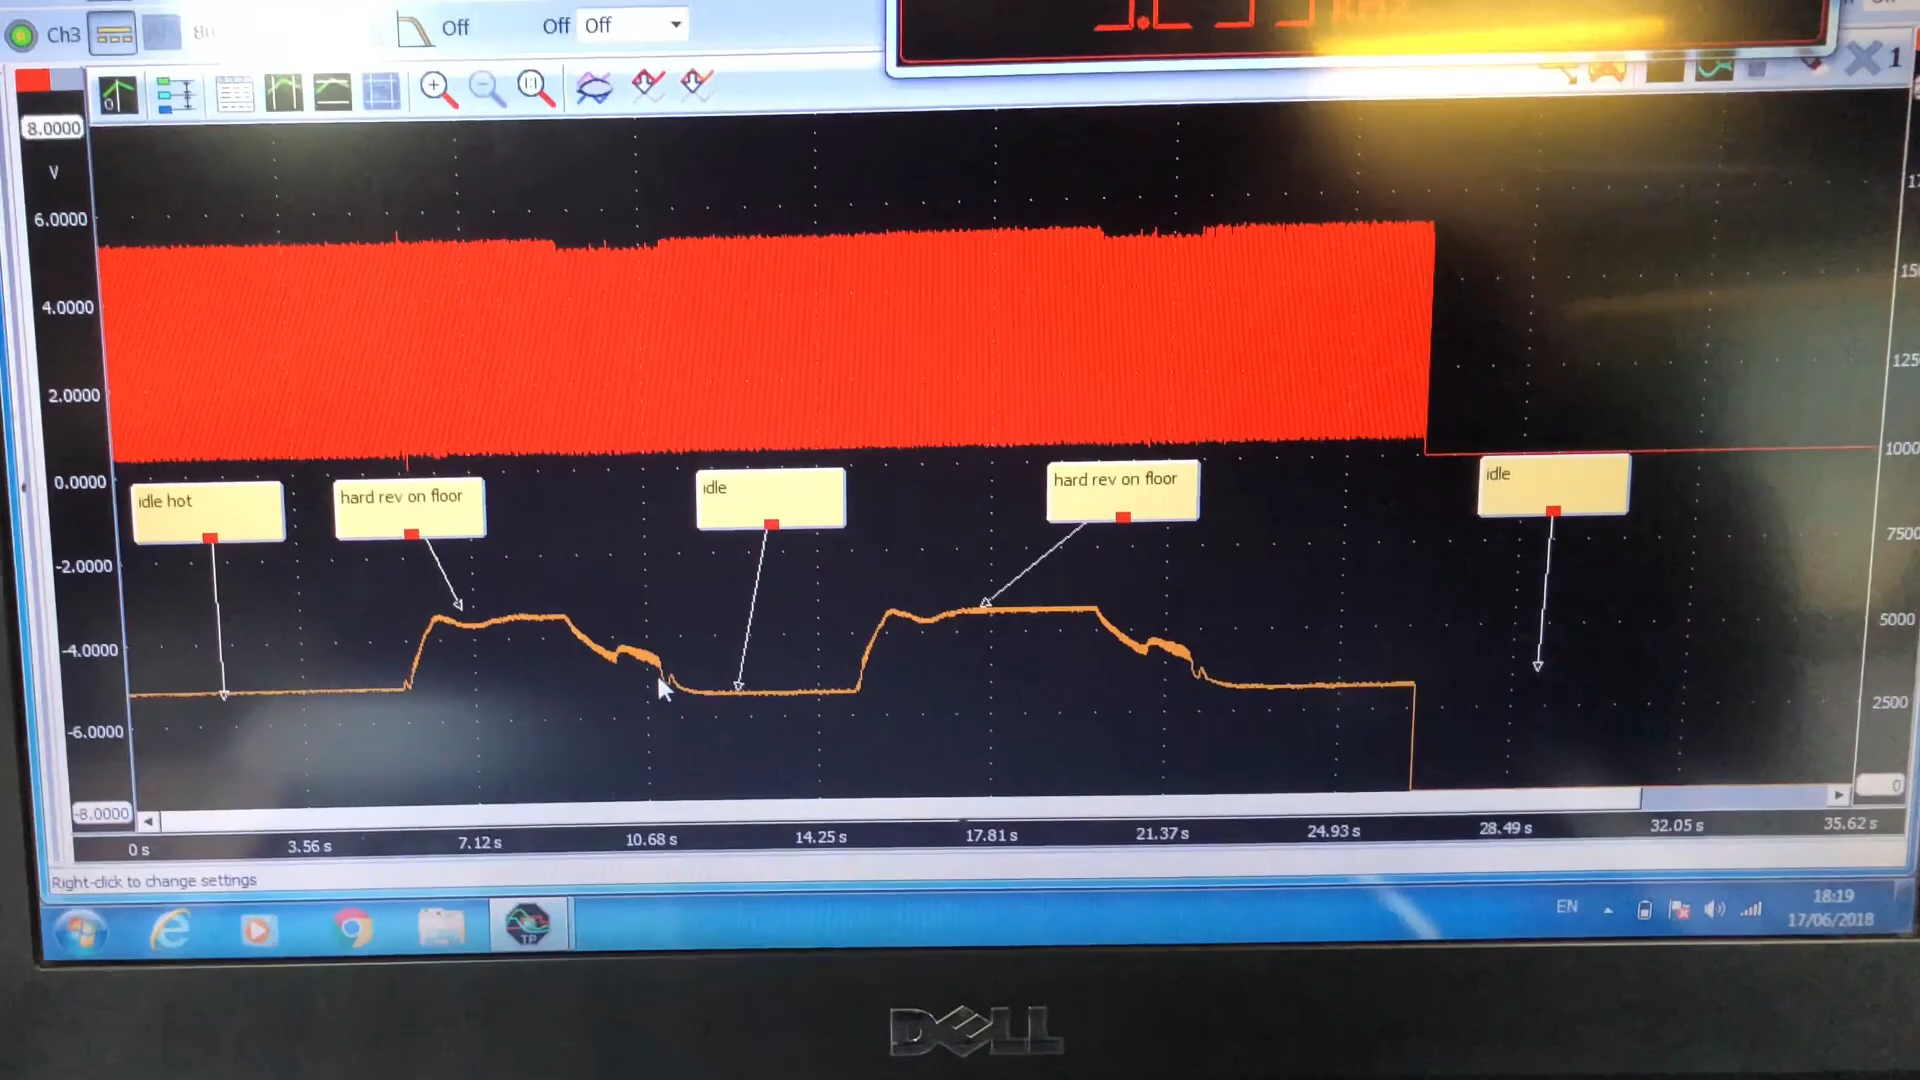 Ch3
Off
Off Off
1
8.0000
V
6.0000
4.0000
2.0000
0.0000
-2.0000
-4.0000
-6.0000
-8.0000
idle hot
hard rev on floor
idle
hard rev on floor
idle
1000
7500
5000
2500
0
0 s 3.56 s 7.12 s 10.68 s 14.25 s 17.81 s 21.37 s 24.93 s 28.49 s 32.05 s 35.62 s
Right-click to change settings
TP
EN
18:19
17/06/2018
DELL